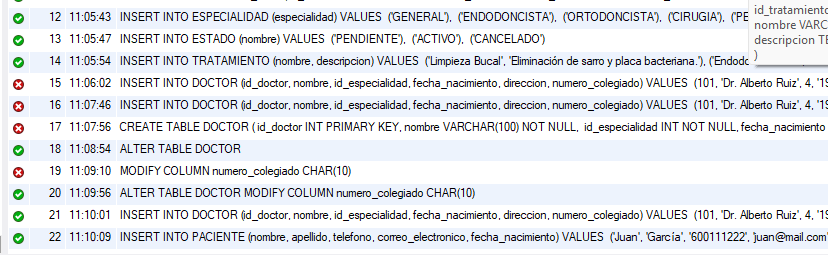 id_tratamiento
12 11:05:43 INSERT INTO ESPECIALIDAD (especialidad) VALUES ('GENERAL'), ('ENDODONCISTA'), ('ORTODONCISTA'), ('CIRUGIA'), ('PE
nombre VARC
13 11:05:47 INSERT INTO ESTADO (nombre) VALUES ('PENDIENTE'), ('ACTIVO'), ('CANCELADO')
descripcion TE
14 11:05:54 INSERT INTO TRATAMIENTO (nombre, descripcion) VALUES ('Limpieza Bucal', 'Eliminación de sarro y placa bacteriana.'), ('Endodo
)
15 11:06:02 INSERT INTO DOCTOR (id_doctor, nombre, id_especialidad, fecha_nacimiento, direccion, numero_colegiado) VALUES (101, 'Dr. Alberto Ruiz', 4, '19
16 11:07:46 INSERT INTO DOCTOR (id_doctor, nombre, id_especialidad, fecha_nacimiento, direccion, numero_colegiado) VALUES (101, 'Dr. Alberto Ruiz', 4, '19
17 11:07:56 CREATE TABLE DOCTOR ( id_doctor INT PRIMARY KEY, nombre VARCHAR(100) NOT NULL, id_especialidad INT NOT NULL, fecha_nacimiento
18 11:08:54 ALTER TABLE DOCTOR
19 11:09:10 MODIFY COLUMN numero_colegiado CHAR(10)
20 11:09:56 ALTER TABLE DOCTOR MODIFY COLUMN numero_colegiado CHAR(10)
21 11:10:01 INSERT INTO DOCTOR (id_doctor, nombre, id_especialidad, fecha_nacimiento, direccion, numero_colegiado) VALUES (101, 'Dr. Alberto Ruiz', 4, '19
22 11:10:09 INSERT INTO PACIENTE (nombre, apellido, telefono, correo_electronico, fecha_nacimiento) VALUES ('Juan', 'García', '600111222', 'juan@mail.com'